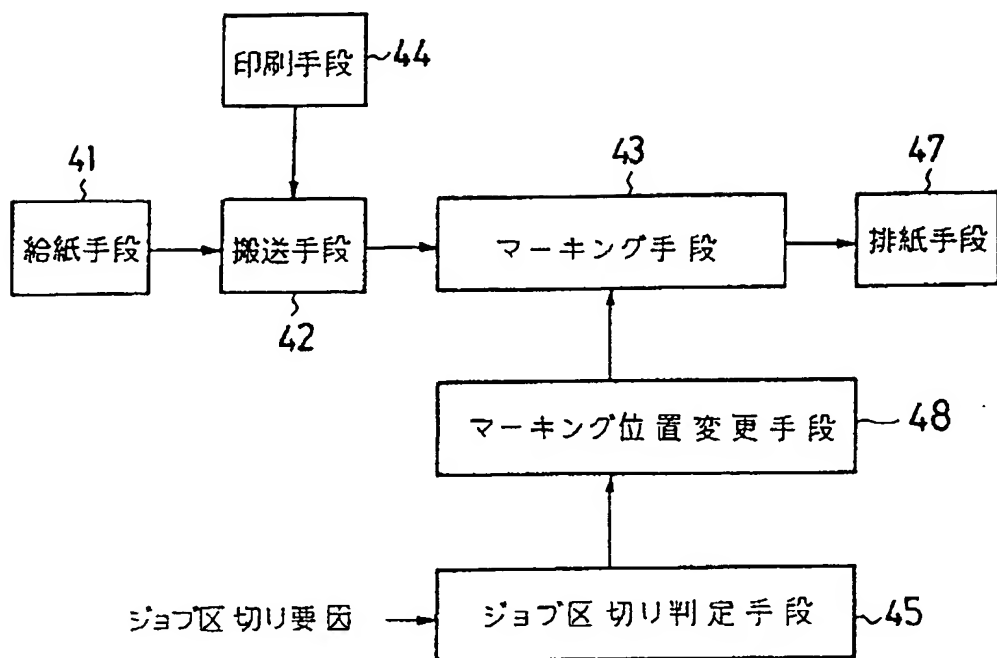 印刷手段
44
41
43
47
給紙手段
搬送手段
マーキング手段
排紙手段
42
マーキング位置変更手段
48
ジョブ区切り要因
ジョブ区切り判定手段
45